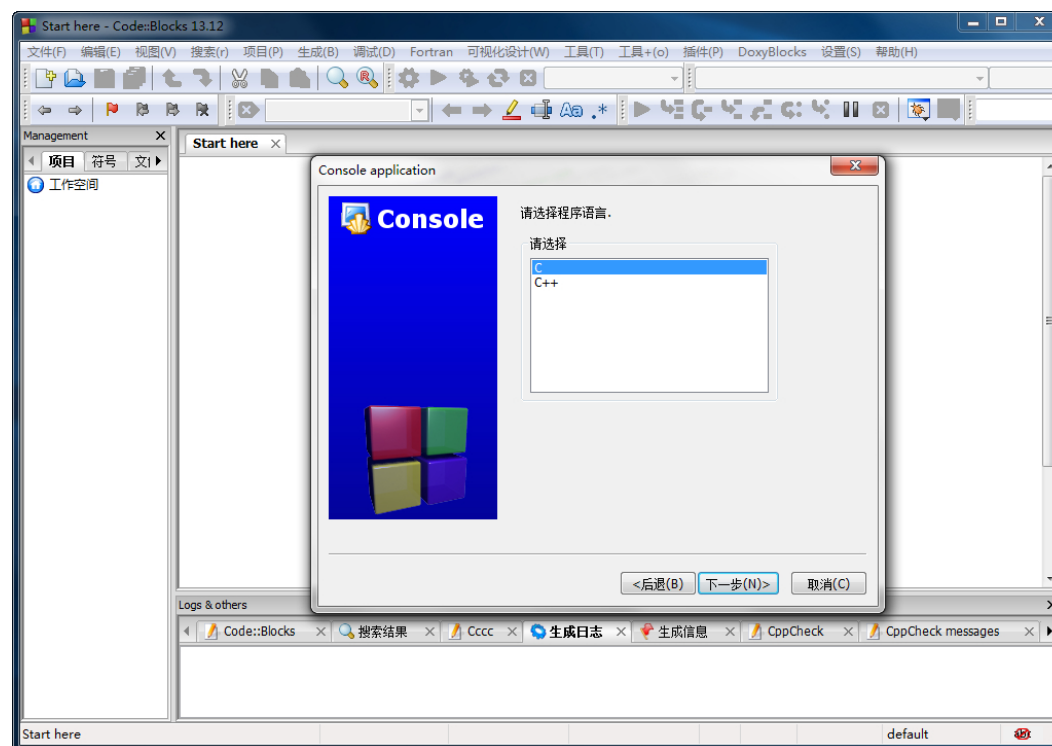 Start here - Code::Blocks 13.12
文件(F) 编辑(E) 视图(V) 搜索(r) 项目(P) 生成(B) 调试(D) Fortran 可视化设计(W) 工具(T) 工具+(o) 插件(P) DoxyBlocks 设置(S) 帮助(H)
Management
Start here
项目 符号
工作空间
Console application
Console
请选择程序语言.
请选择
C
C++
<后退(B) 下一步(N)> 取消(C)
Logs & others
Code::Blocks 搜索结果 Cccc 生成日志 生成信息 CppCheck CppCheck messages
Start here default